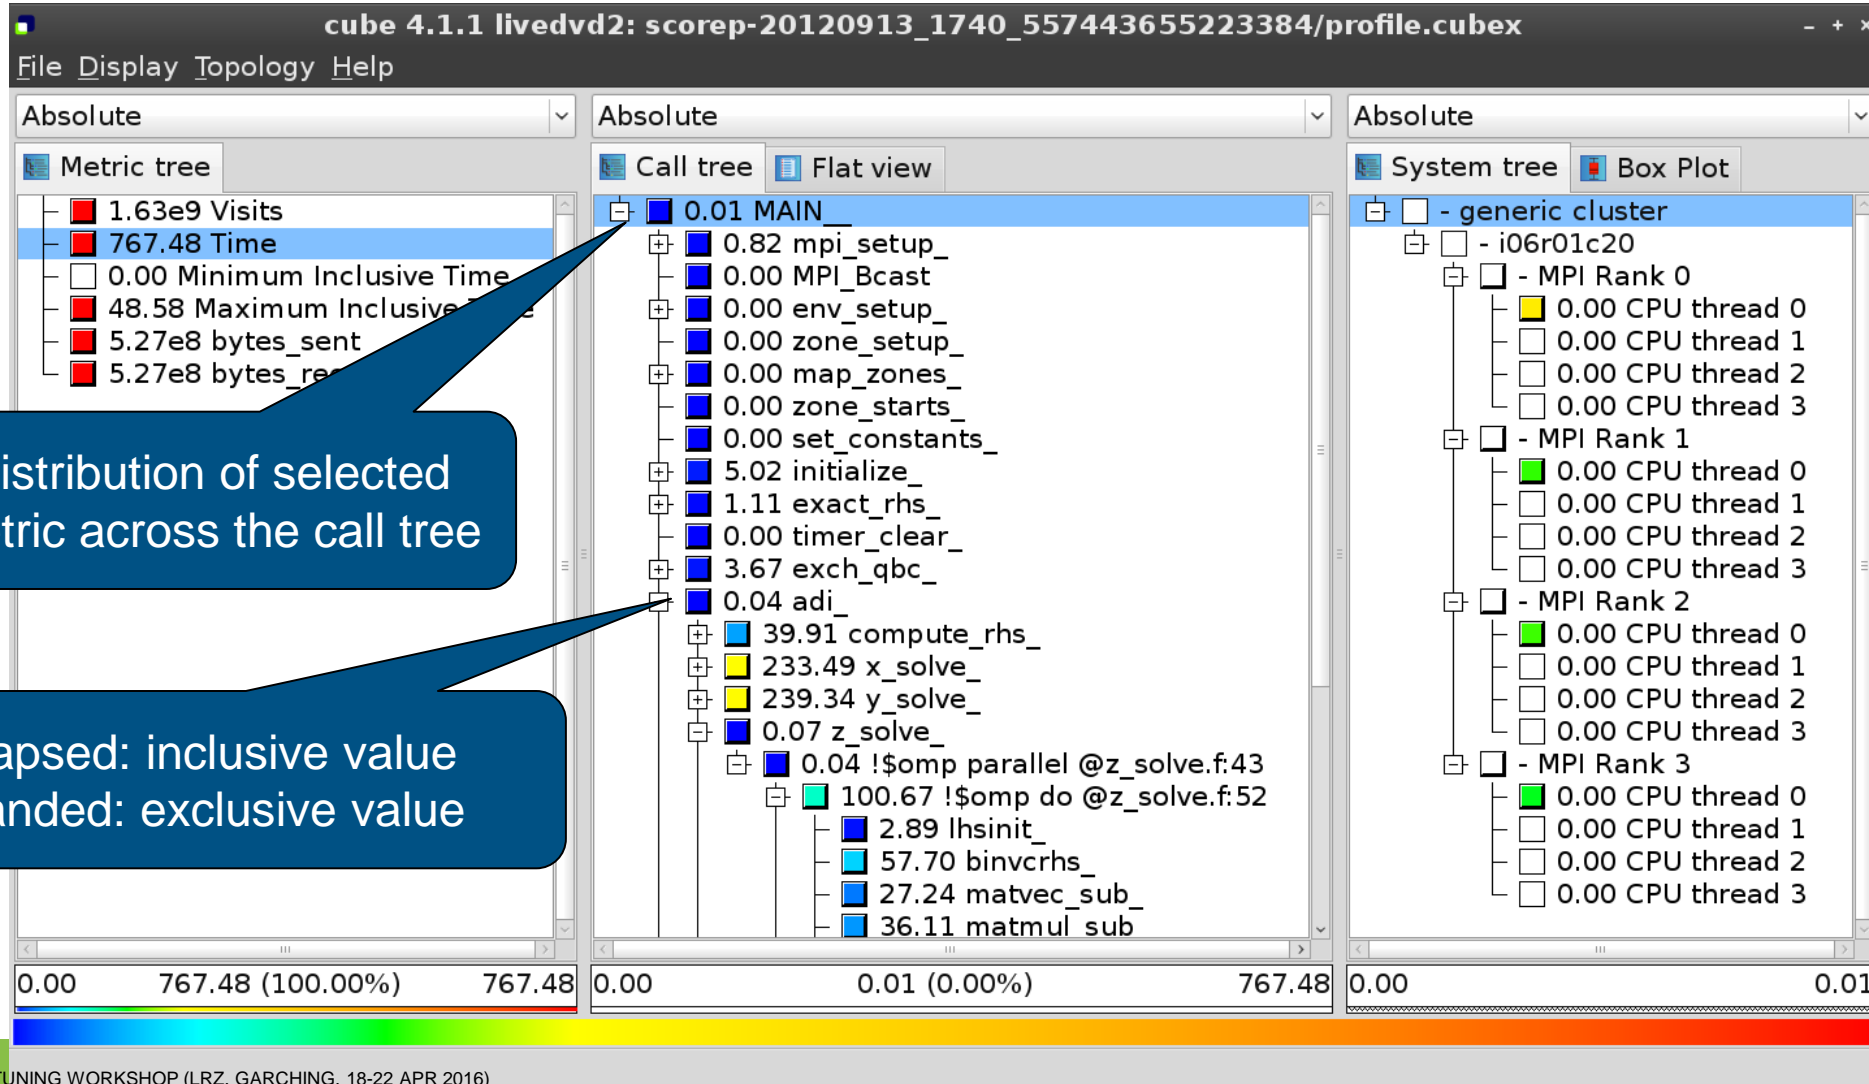 cube 4.1.1 livedvd2: scorep-20120913_1740_557443655223384/profile.cubex
File Display Topology Help
Absolute
Metric tree
1.63e9 Visits
767.48 Time
0.00 Minimum Inclusive Time
48.58 Maximum Inclusive
5.27e8 bytes_sent
5.27e8 bytes_re
istribution of selected
tric across the call tree
apsed: inclusive value
anded: exclusive value
0.00 767.48 (100.00%) 767.48
Absolute
Call tree Flat view
0.01 MAIN__
0.82 mpi_setup_
0.00 MPI_Bcast
0.00 env_setup_
0.00 zone_setup_
0.00 map_zones_
0.00 zone_starts_
0.00 set_constants_
5.02 initialize_
1.11 exact_rhs_
0.00 timer_clear_
3.67 exch_qbc_
0.04 adi_
39.91 compute_rhs_
233.49 x_solve_
239.34 y_solve_
0.07 z_solve_
0.04 !$omp parallel @z_solve.f:43
100.67 !$omp do @z_solve.f:52
2.89 lhsinit_
57.70 binvcrhs_
27.24 matvec_sub_
36.11 matmul_sub
0.00 0.01 (0.00%) 767.48
Absolute
System tree Box Plot
- generic cluster
- i06r01c20
- MPI Rank 0
0.00 CPU thread 0
0.00 CPU thread 1
0.00 CPU thread 2
0.00 CPU thread 3
- MPI Rank 1
0.00 CPU thread 0
0.00 CPU thread 1
0.00 CPU thread 2
0.00 CPU thread 3
- MPI Rank 2
0.00 CPU thread 0
0.00 CPU thread 1
0.00 CPU thread 2
0.00 CPU thread 3
- MPI Rank 3
0.00 CPU thread 0
0.00 CPU thread 1
0.00 CPU thread 2
0.00 CPU thread 3
0.00 0.01
TUNING WORKSHOP (LRZ, GARCHING, 18-22 APR 2016)